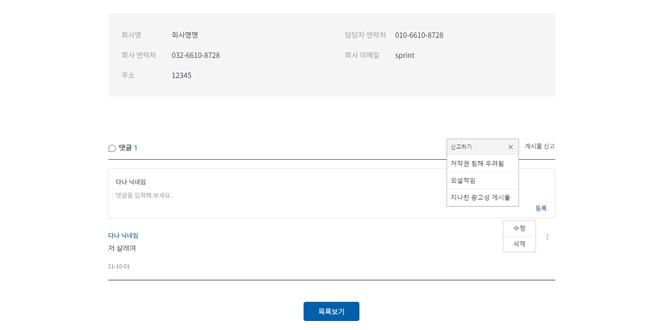 회사명 회사명명 담당자 연락처 010-6610-8728
회사 연락처 032-6610-8728 회사 이메일 sprint
주소 12345
댓글 1 신고하기 게시물 신고
저작권 침해 우려됨
외설적임
지나친 광고성 게시물
다나 닉네임
댓글을 입력해 보세요.
등록
다나 닉네임
저 살래여
21-10-01
수정
삭제
목록보기